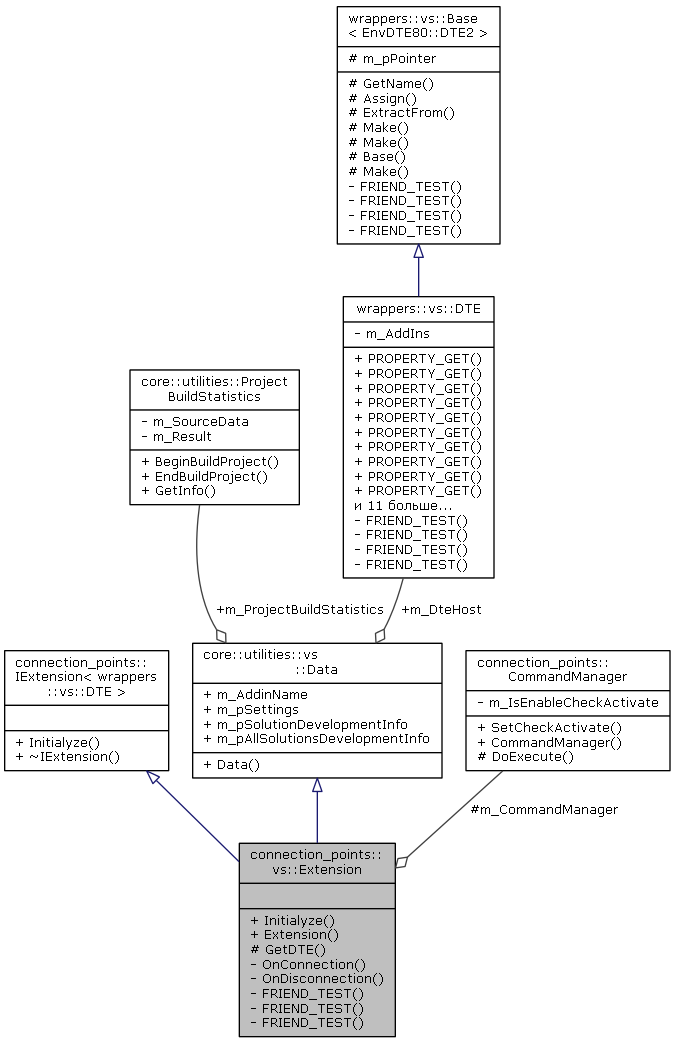 wrappers::vs::Base
< EnvDTE80::DTE2 >
# m_pPointer
# GetName()
# Assign()
# ExtractFrom()
# Make()
# Make()
# Base()
# Make()
- FRIEND_TEST()
- FRIEND_TEST()
- FRIEND_TEST()
- FRIEND_TEST()
wrappers::vs::DTE
- m_AddIns
+ PROPERTY_GET()
+ PROPERTY_GET()
+ PROPERTY_GET()
+ PROPERTY_GET()
+ PROPERTY_GET()
+ PROPERTY_GET()
+ PROPERTY_GET()
+ PROPERTY_GET()
+ PROPERTY_GET()
+ PROPERTY_GET()
и 11 больше...
- FRIEND_TEST()
- FRIEND_TEST()
- FRIEND_TEST()
- FRIEND_TEST()
core::utilities::Project
BuildStatistics
- m_SourceData
- m_Result
+ BeginBuildProject()
+ EndBuildProject()
+ GetInfo()
+m_ProjectBuildStatistics
+m_DteHost
connection_points::
IExtension< wrappers
::vs::DTE >
+ Initialyze()
+ ~IExtension()
core::utilities::vs
::Data
+ m_AddinName
+ m_pSettings
+ m_pSolutionDevelopmentInfo
+ m_pAllSolutionsDevelopmentInfo
+ Data()
connection_points::
CommandManager
- m_IsEnableCheckActivate
+ SetCheckActivate()
+ CommandManager()
# DoExecute()
#m_CommandManager
connection_points::
vs::Extension
+ Initialyze()
+ Extension()
# GetDTE()
- OnConnection()
- OnDisconnection()
- FRIEND_TEST()
- FRIEND_TEST()
- FRIEND_TEST()